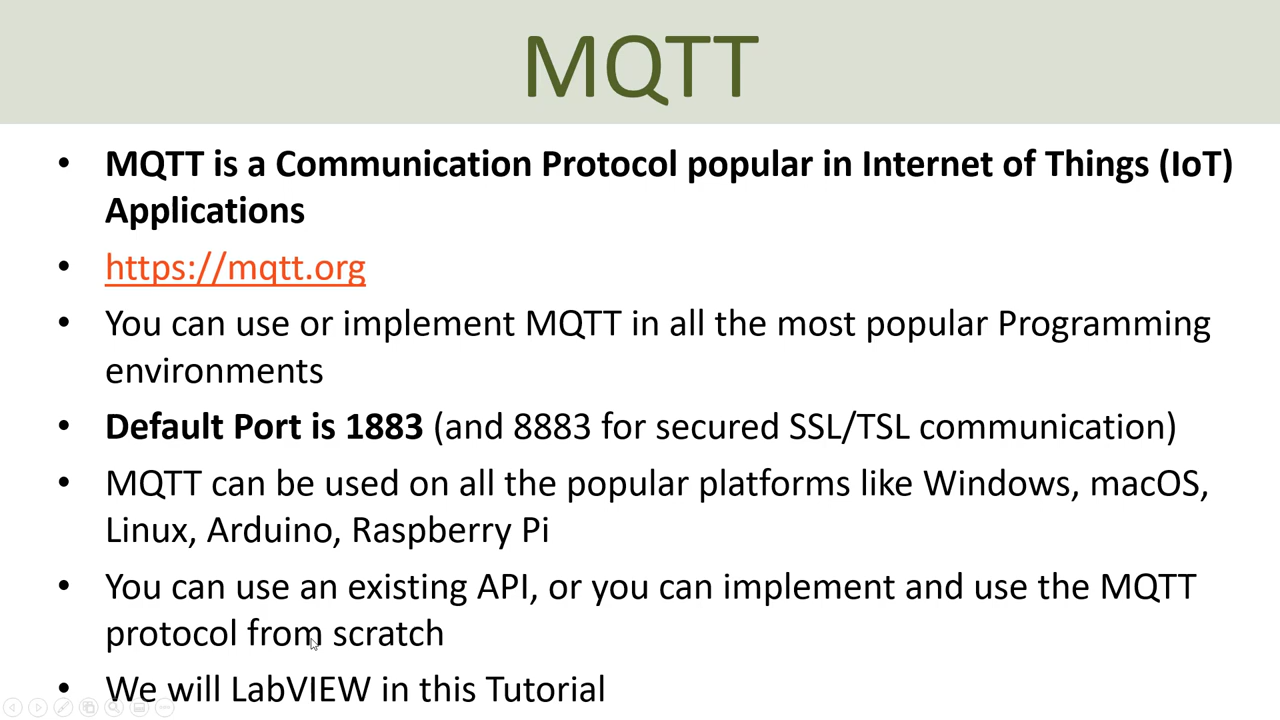 MQTT
• MQTT is a Communication Protocol popular in Internet of Things (IoT)
Applications
• https://mqtt.org
• You can use or implement MQTT in all the most popular Programming
environments
• Default Port is 1883 (and 8883 for secured SSL/TSL communication)
• MQTT can be used on all the popular platforms like Windows, macOS,
Linux, Arduino, Raspberry Pi
• You can use an existing API, or you can implement and use the MQTT
protocol from scratch
• We will LabVIEW in this Tutorial